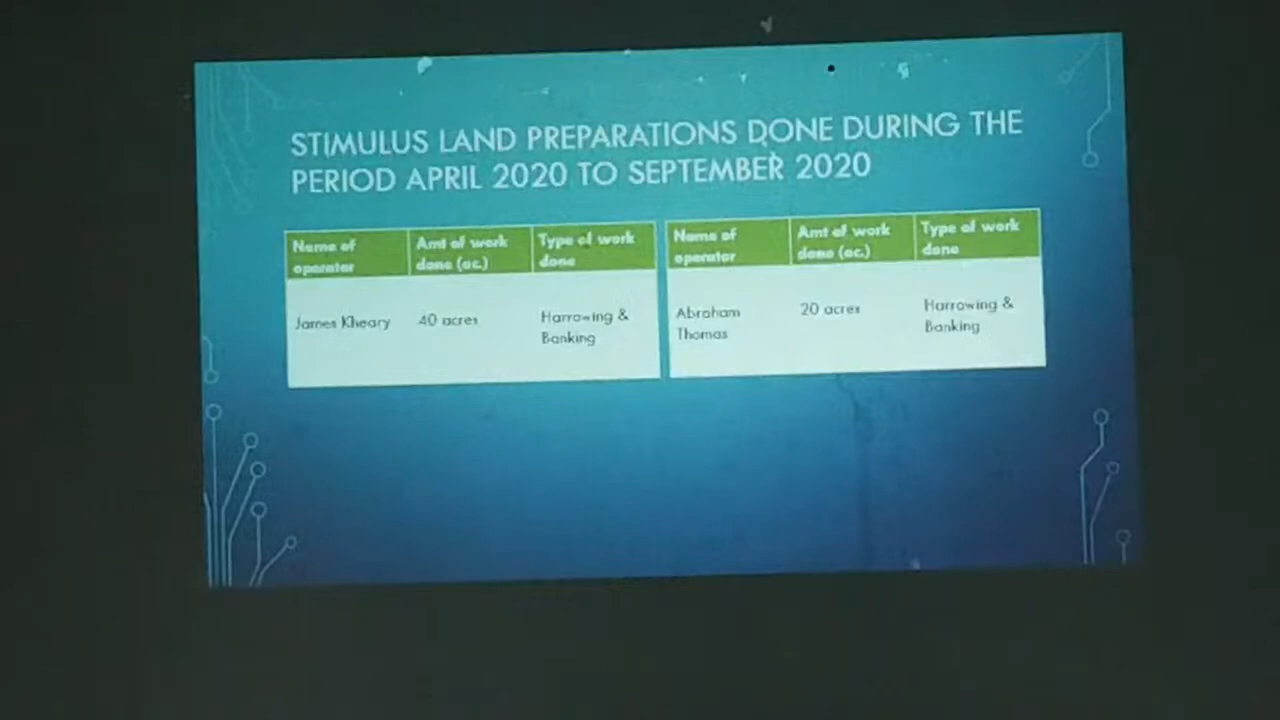 STIMULUS LAND PREPARATIONS DONE DURING THE
PERIOD APRIL 2020 TO SEPTEMBER 2020
Name of
operator
Amt of work
done (ac.)
Type of work
done
James Kheary
40 acres
Harrowing &
Banking
Name of
operator
Amt of work
done (ac.)
Type of work
done
Abraham
Thomas
20 acres
Harrowing &
Banking